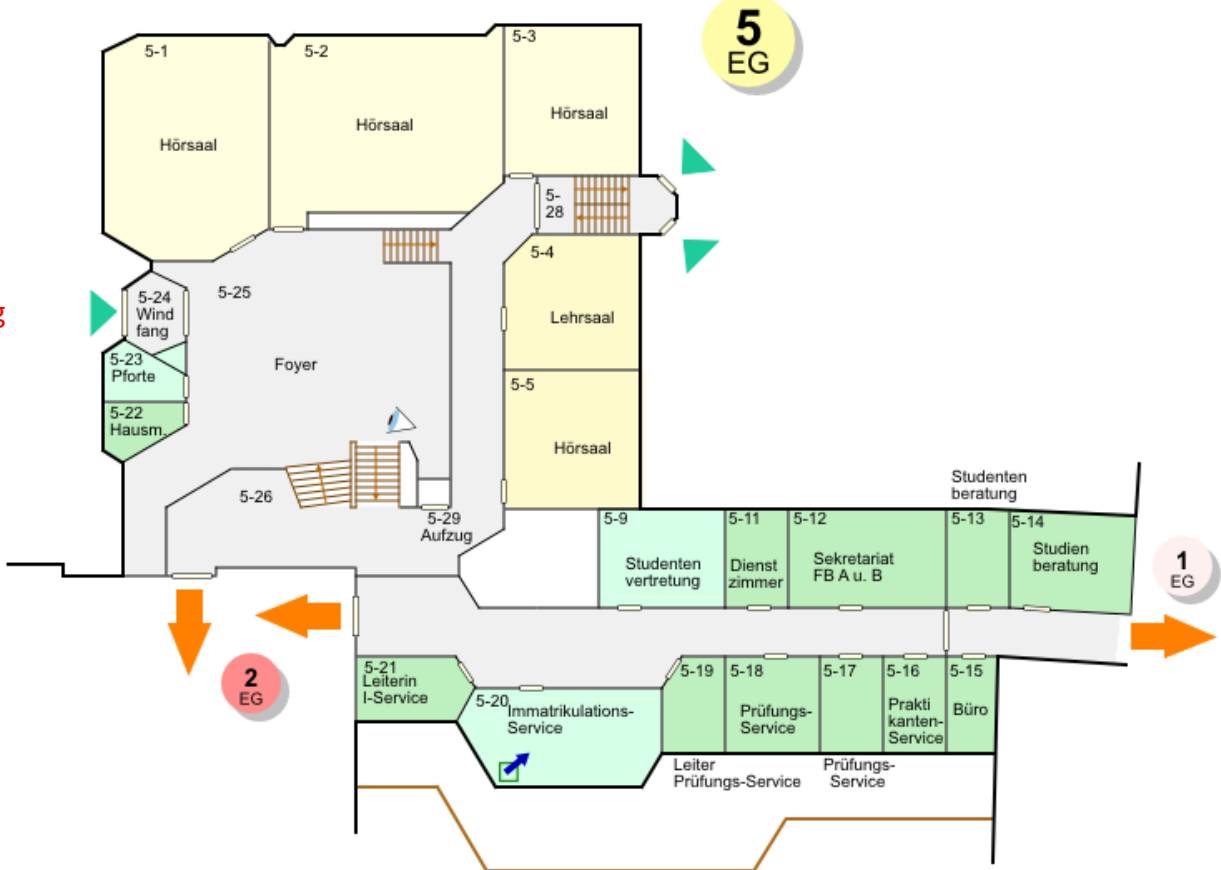 5-1
5-2
5-3
5
EG
Hörsaal
Hörsaal
Hörsaal
5-
28
5-4
Lehrsaal
5-24
Wind
fang
5-25
g
5-23
Pforte
Foyer
5-5
5-22
Hausm.
Hörsaal
5-26
5-29
Aufzug
Studenten
beratung
5-9
5-11
5-12
5-13
5-14
Studenten
vertretung
Dienst
zimmer
Sekretariat
FB A u. B
Studien
beratung
1
EG
2
EG
5-21
Leiterin
I-Service
5-20
Immatrikulations-
Service
5-19
5-18
5-17
5-16
5-15
Prüfungs-
Service
Prakti
kanten-
Service
Büro
Leiter
Prüfungs-Service
Prüfungs-
Service